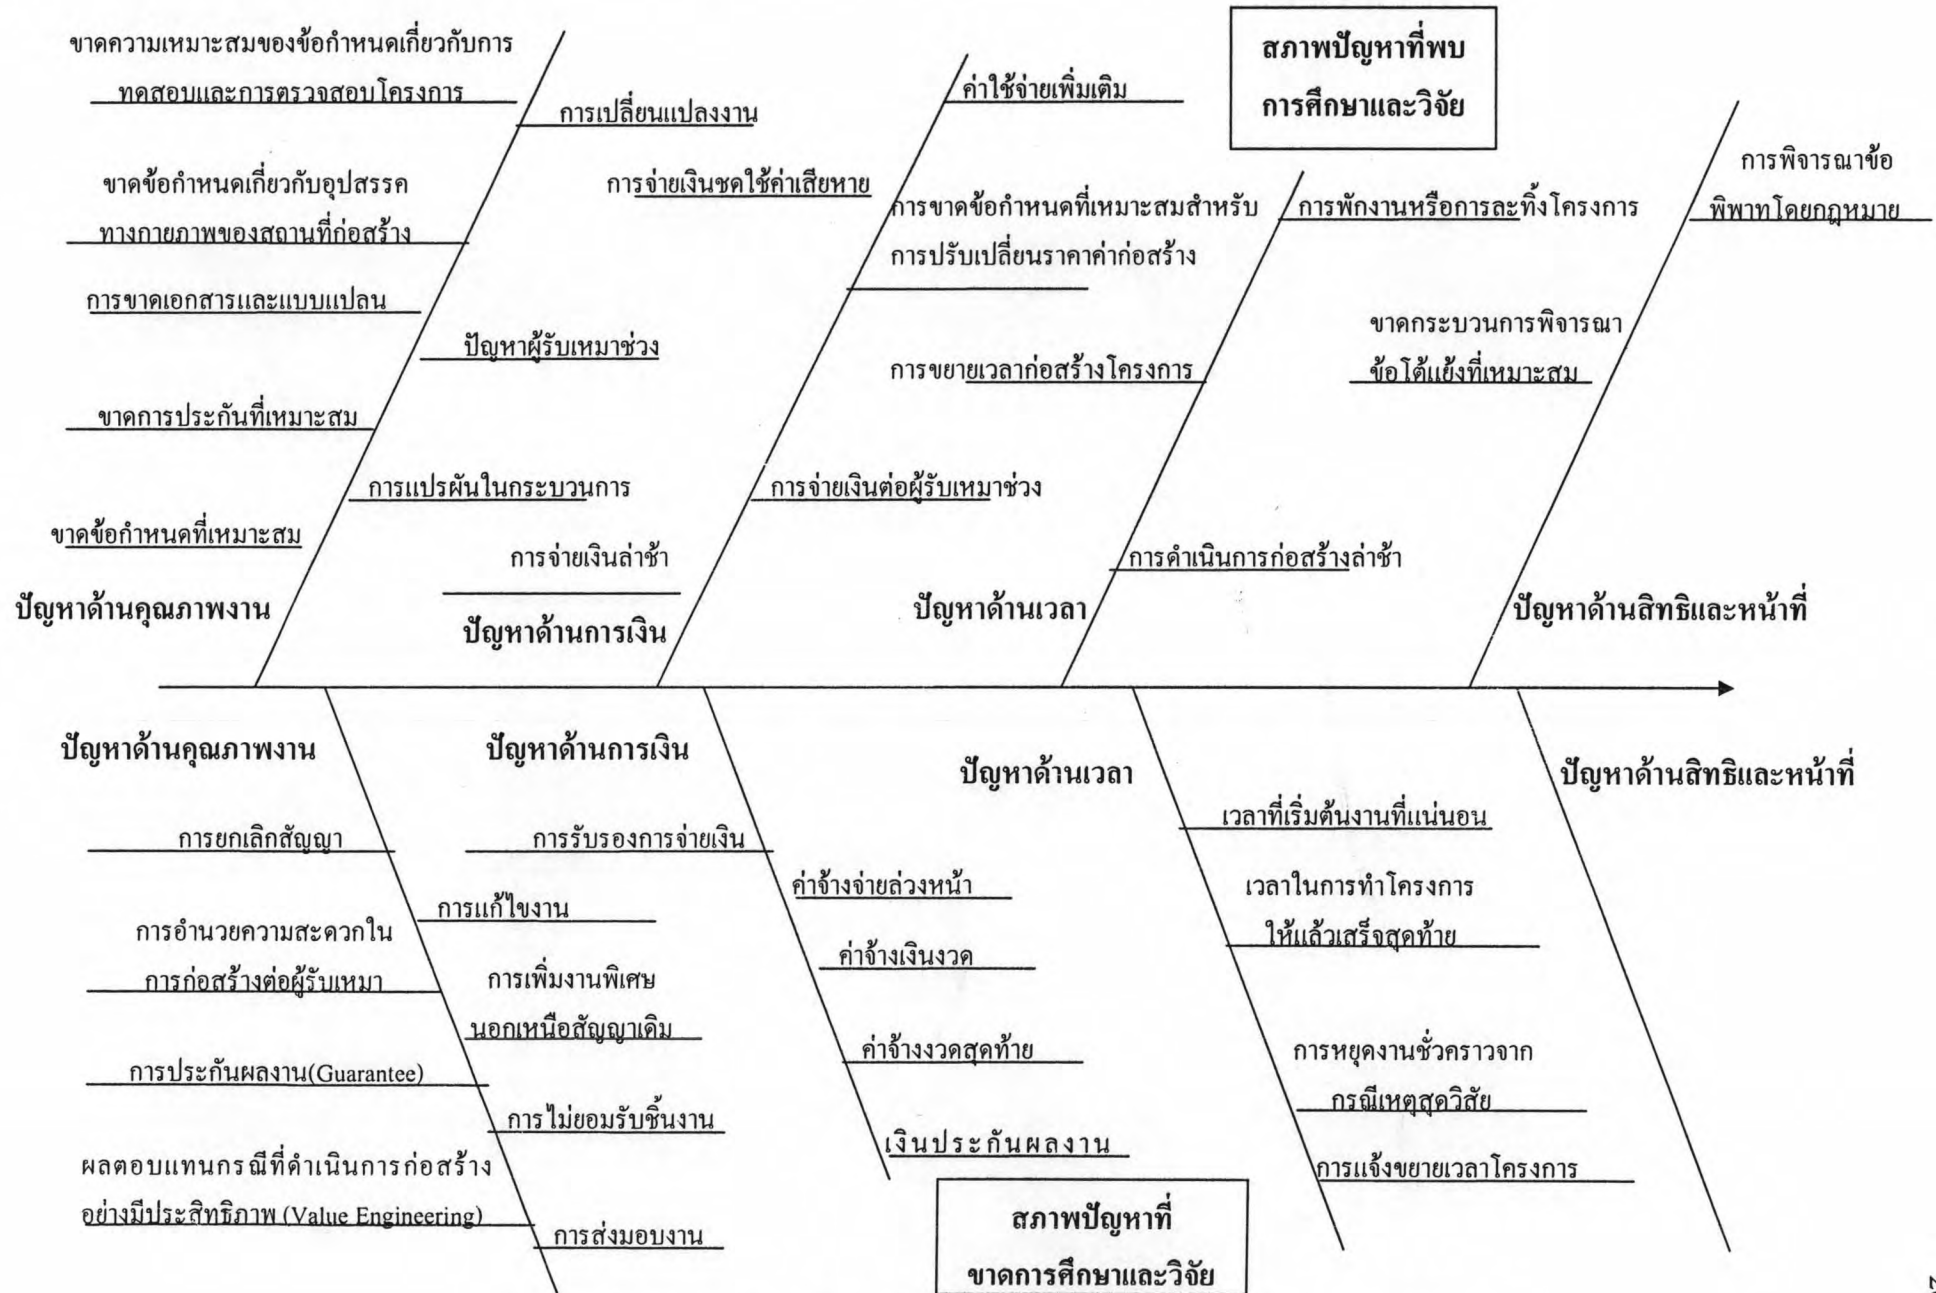 สภาพปัญหาที่พบ
การศึกษาและวิจัย
ขาดความเหมาะสมของข้อกำหนดเกี่ยวกับการ
ทดสอบและการตรวจสอบโครงการ
การเปลี่ยนแปลงงาน
ขาดข้อกำหนดเกี่ยวกับอุปสรรค
ทางกายภาพของสถานที่ก่อสร้าง
การขาดเอกสารและแบบแปลน
ปัญหาผู้รับเหมาช่วง
ขาดการประกันที่เหมาะสม
การแปรผันในกระบวนการ
ขาดข้อกำหนดที่เหมาะสม
ปัญหาด้านคุณภาพงาน
ค่าใช้จ่ายเพิ่มเติม
การจ่ายเงินชดใช้ค่าเสียหาย
การขาดข้อกำหนดที่เหมาะสมสำหรับ
การปรับเปลี่ยนราคาค่าก่อสร้าง
การจ่ายเงินต่อผู้รับเหมาช่วง
การจ่ายเงินล่าช้า
ปัญหาด้านการเงิน
การพักงานหรือการละทิ้งโครงการ
การขยายเวลาก่อสร้างโครงการ
การดำเนินการก่อสร้างล่าช้า
ปัญหาด้านเวลา
การพิจารณาข้อ
พิพาทโดยกฎหมาย
ขาดกระบวนการพิจารณา
ข้อโต้แย้งที่เหมาะสม
ปัญหาด้านสิทธิและหน้าที่
ปัญหาด้านคุณภาพงาน
การยกเลิกสัญญา
การแก้ไขงาน
การอำนวยความสะดวกใน
การก่อสร้างต่อผู้รับเหมา
การเพิ่มงานพิเศษ
นอกเหนือสัญญาเดิม
การประกันผลงาน(Guarantee)
การไม่ยอมรับชิ้นงาน
ผลตอบแทนกรณีที่ดำเนินการก่อสร้าง
อย่างมีประสิทธิภาพ (Value Engineering)
การส่งมอบงาน
ปัญหาด้านการเงิน
การรับรองการจ่ายเงิน
ค่าจ้างจ่ายล่วงหน้า
ค่าจ้างเงินงวด
ค่าจ้างงวดสุดท้าย
เงินประกันผลงาน
ปัญหาด้านเวลา
เวลาที่เริ่มต้นงานที่แน่นอน
เวลาในการทำโครงการ
ให้แล้วเสร็จสุดท้าย
การหยุดงานชั่วคราวจาก
กรณีเหตุสุดวิสัย
การแจ้งขยายเวลาโครงการ
ปัญหาด้านสิทธิและหน้าที่
สภาพปัญหาที่
ขาดการศึกษาและวิจัย